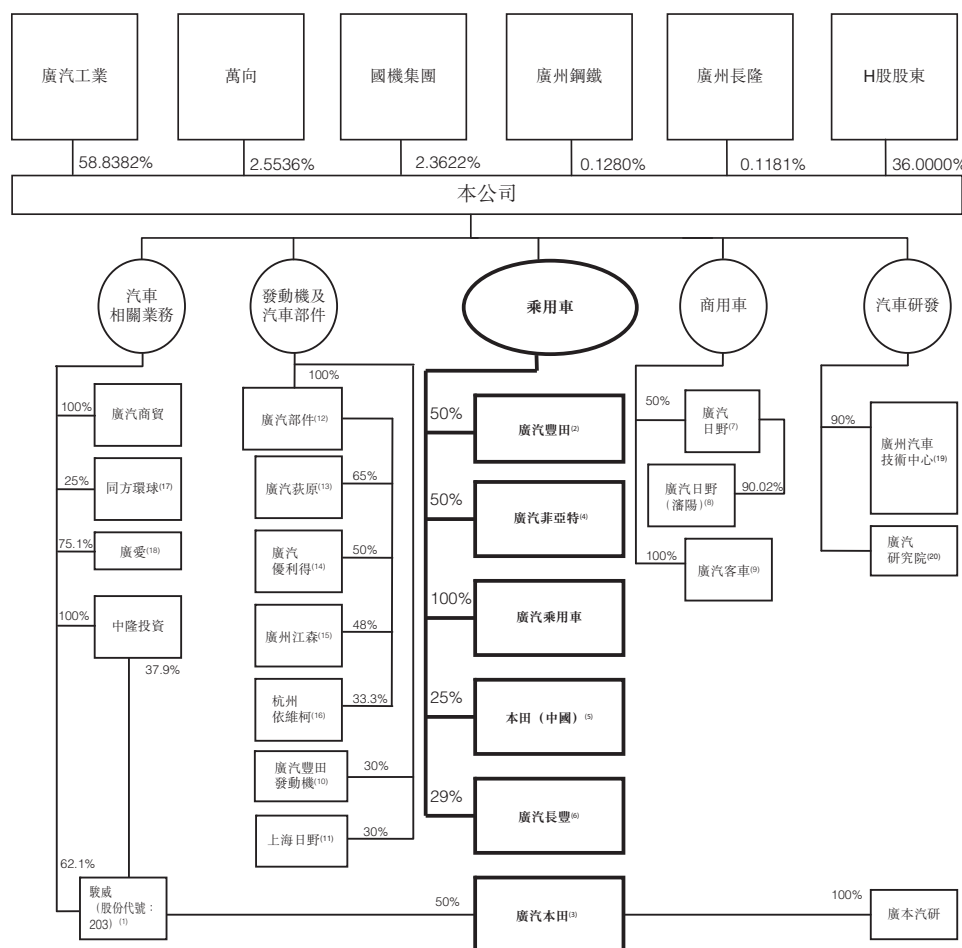 廣汽工業
萬向
國機集團
廣州鋼鐵
廣州長隆
H股股東
58.8382%
2.5536%
2.3622%
0.1280%
0.1181%
36.0000%
本公司
汽車
相關業務
發動機及
汽車部件
乘用車
商用車
汽車研發
100%
廣汽商貿
25%
同方環球(17)
75.1%
廣愛(18)
100%
中隆投資
37.9%
62.1%
駿威
(股份代號：
203) (1)
100%
廣汽部件(12)
廣汽荻原(13)
65%
廣汽
優利得(14)
50%
廣州江森(15)
48%
杭州
依維柯(16)
33.3%
廣汽豐田
發動機(10)
30%
上海日野(11)
30%
50%
廣汽豐田(2)
50%
廣汽菲亞特(4)
100%
廣汽乘用車
25%
本田（中國）(5)
29%
廣汽長豐(6)
50%
廣汽本田(3)
100%
廣本汽研
50%
廣汽
日野(7)
廣汽日野
(瀋陽)(8)
90.02%
100%
廣汽客車(9)
90%
廣州汽車
技術中心(19)
廣汽
研究院(20)